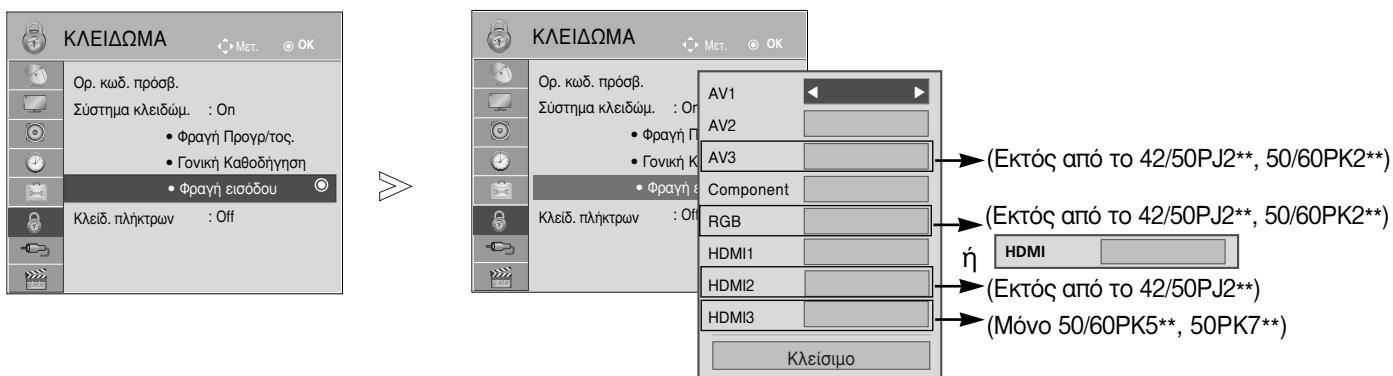 ΚΛΕΙΔΩΜΑ
Μετ. OK
Ορ. κωδ. πρόσβ.
Σύστημα κλειδώμ. : On
• Φραγή Προγρ/τος.
• Γονική Καθοδήγηση
• Φραγή εισόδου
Κλείδ. πλήκτρων : Off
ΚΛΕΙΔΩΜΑ
Μετ. OK
Ορ. κωδ. πρόσβ.
Σύστημα κλειδώμ. : On
• Φραγή Π
• Γονική Κ
• Φραγή ε
Κλείδ. πλήκτρων : Off
AV1
AV2
AV3
Component
RGB
HDMI1
HDMI2
HDMI3
Κλείσιμο
(Εκτός από το 42/50PJ2**, 50/60PK2**)
(Εκτός από το 42/50PJ2**, 50/60PK2**)
ή HDMI
(Εκτός από το 42/50PJ2**)
(Μόνο 50/60PK5**, 50PK7**)